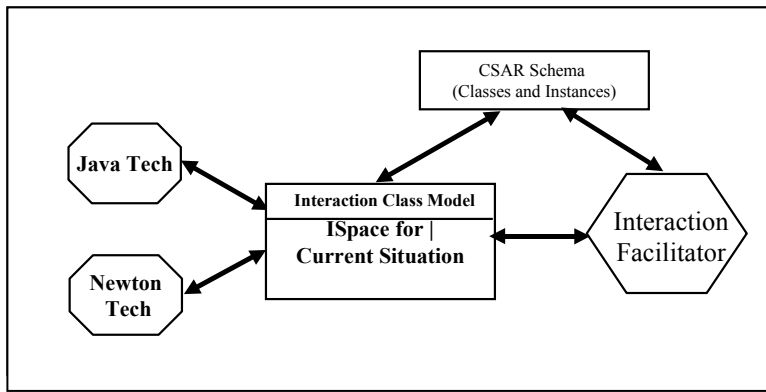 CSAR Schema
(Classes and Instances)
Java Tech
Interaction Class Model
ISpace for |
Current Situation
Interaction
Facilitator
Newton
Tech